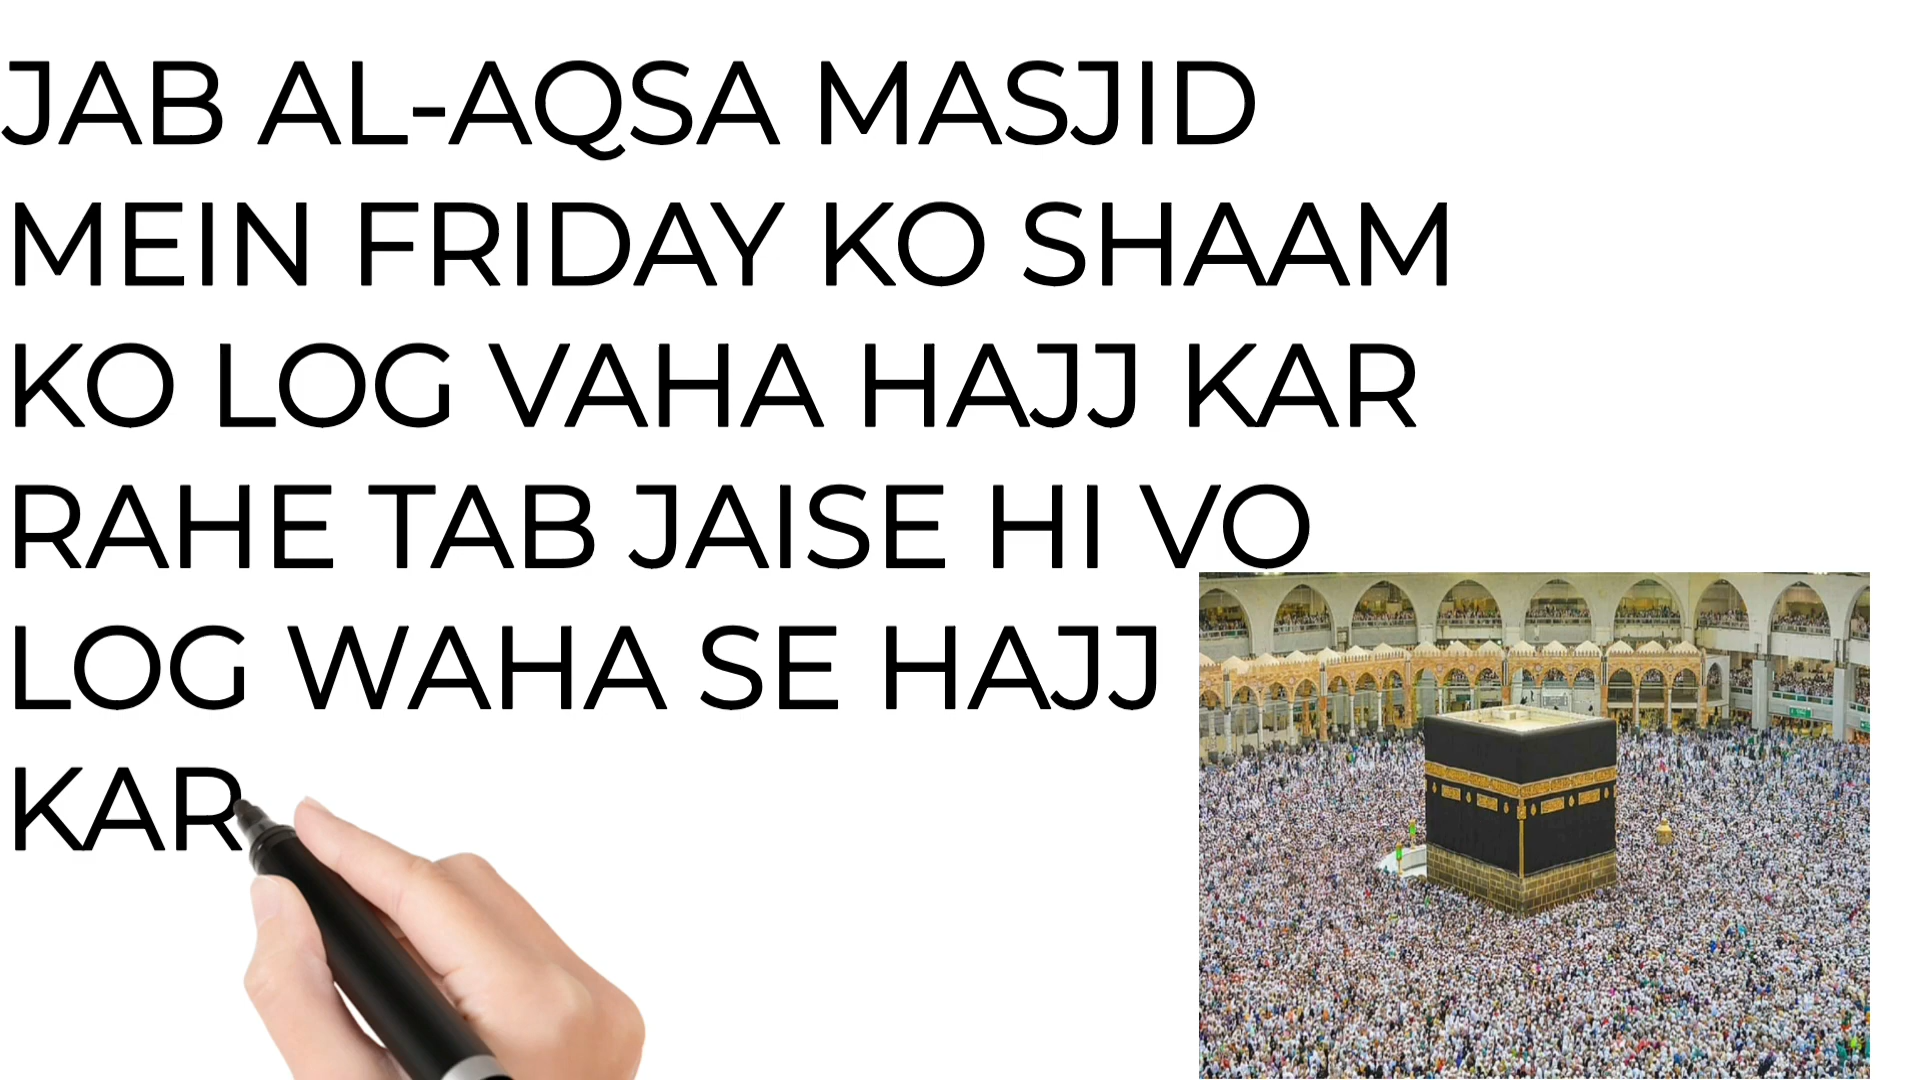 JAB AL-AQSA MASJID
MEIN FRIDAY KO SHAAM
KO LOG VAHA HAJJ KAR
RAHE TAB JAISE HI VO
LOG WAHA SE HAJJ
KAR